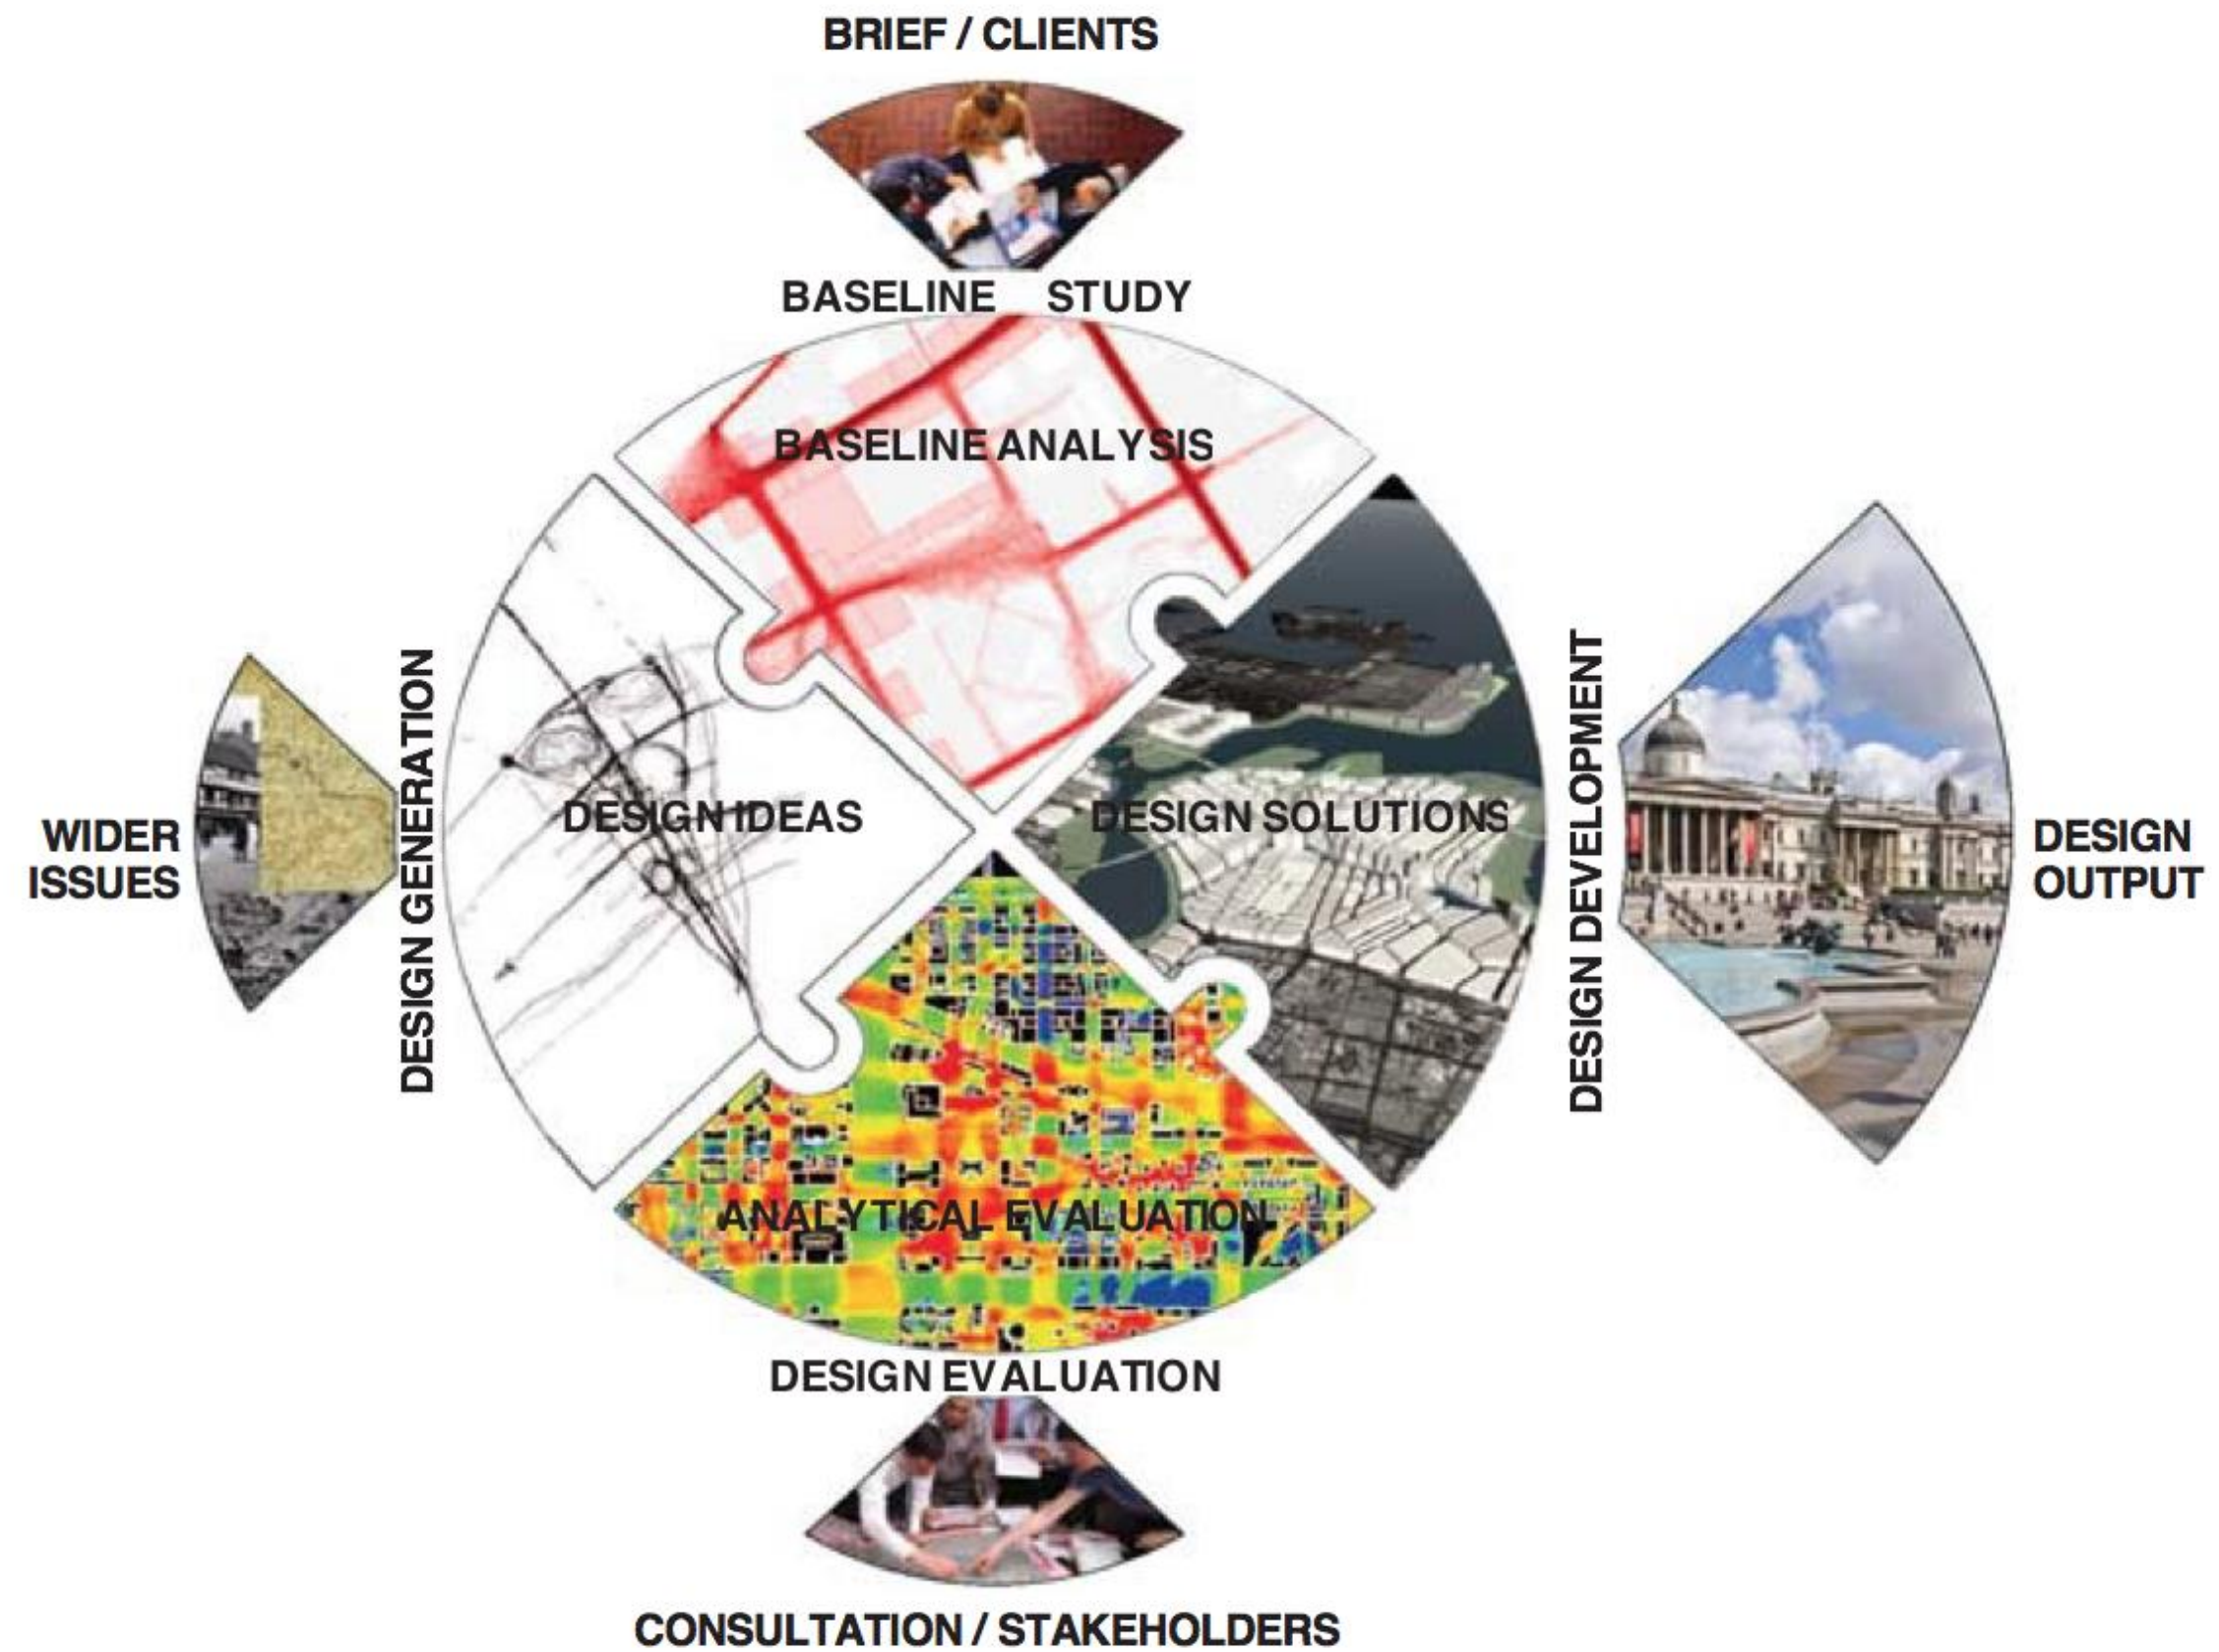 BRIEF / CLIENTS
BASELINE STUDY
BASELINE ANALYSIS
DESIGN GENERATION
DESIGN IDEAS
DESIGN SOLUTIONS
DESIGN DEVELOPMENT
WIDER
ISSUES
DESIGN
OUTPUT
ANALYTICAL EVALUATION
DESIGN EVALUATION
CONSULTATION / STAKEHOLDERS